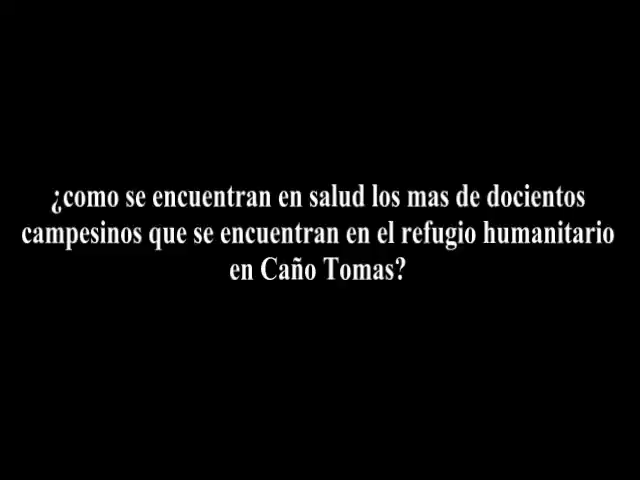 ¿como se encuentran en salud los mas de docientos
campesinos que se encuentran en el refugio humanitario
en Caño Tomas?